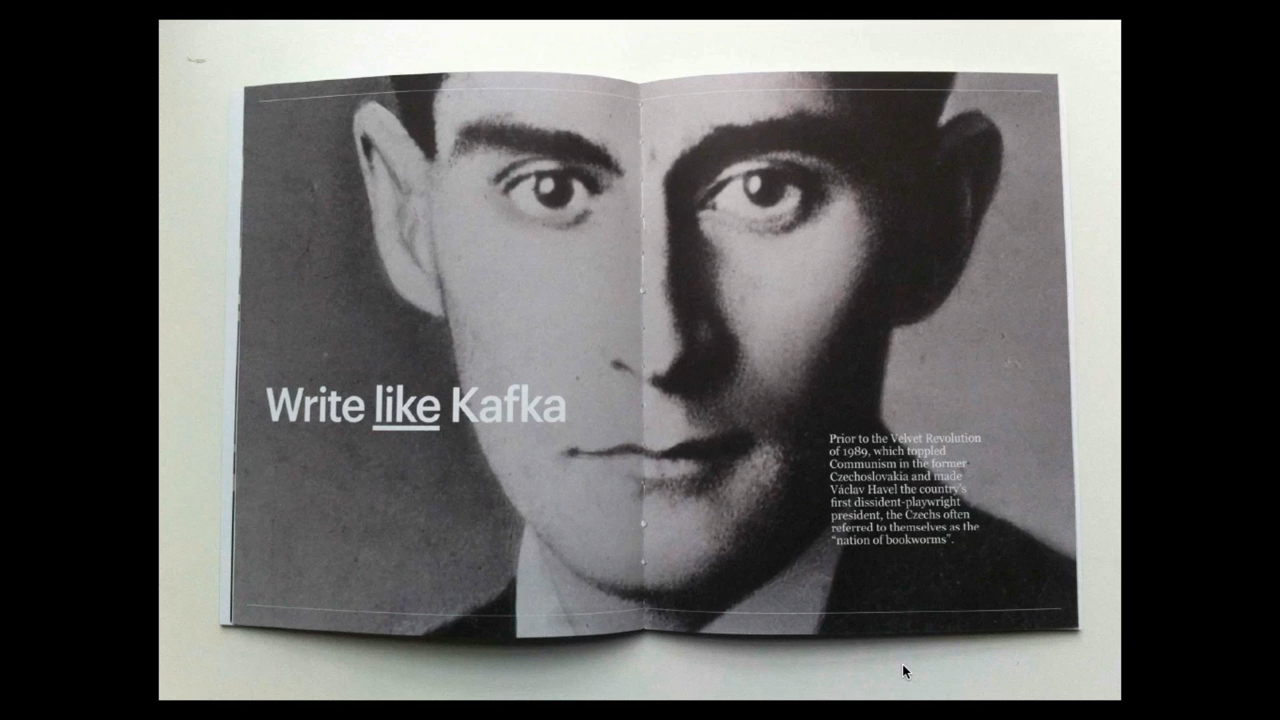 Write like Kafka
Prior to the Velvet Revolution
of 1989, which toppled
Communism in the former
Czechoslovakia and made
Václav Havel the country's
first dissident-playwright
president, the Czechs often
referred to themselves as the
“nation of bookworms”.